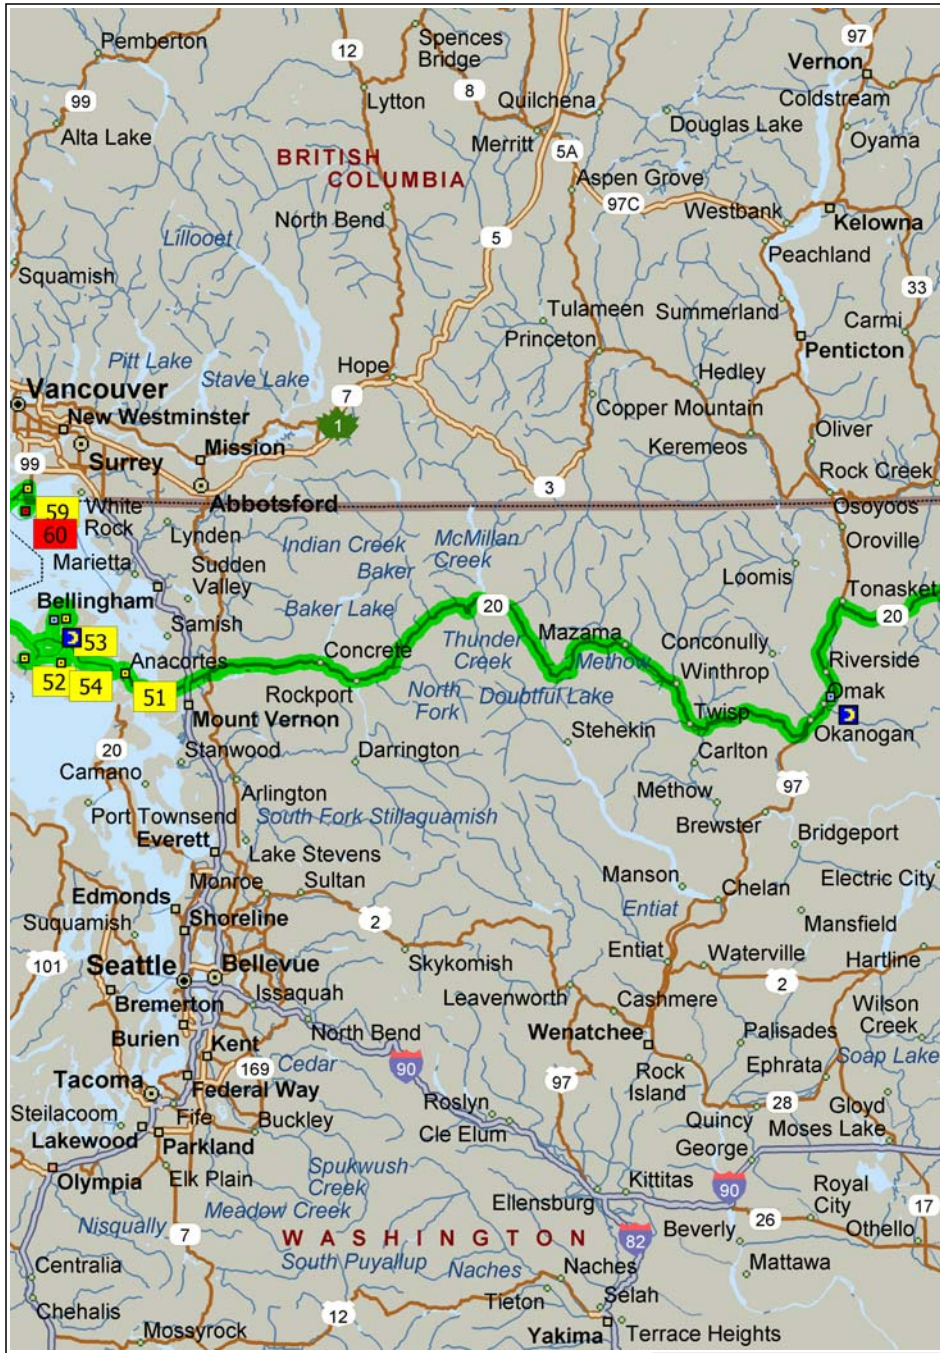 Pemberton
12
Spences
Bridge
97
Vernon
99
Lytton
8
Quilchena
Coldstream
Alta Lake
Merritt
Douglas Lake
Oyama
BRITISH
COLUMBIA
5A
Aspen Grove
97C
Westbank
Kelowna
North Bend
Lillooet
5
Peachland
Squamish
33
Tulameen
Summerland
Carmi
Princeton
Penticton
Pitt Lake
Stave Lake
Hope
Hedley
Vancouver
7
Copper Mountain
New Westminster
1
Keremeos
Oliver
Mission
99
Surrey
Rock Creek
3
Abbotsford
59
White
Rock
Osoyoos
60
Lynden
Indian Creek
McMillan
Creek
Oroville
Marietta
Sudden
Valley
Baker
Loomis
Tonasket
Bellingham
Baker Lake
20
20
53
Samish
Mazama
Conconully
Thunder
Creek
Methow
Concrete
Anacortes
Winthrop
Riverside
52
54
51
Rockport
North
Fork
Doubtful Lake
Omak
Mount Vernon
Twisp
Stehekin
Okanogan
20
Stanwood
Darrington
Carlton
Camano
97
Arlington
Methow
Port Townsend
South Fork Stillaguamish
Brewster
Everett
Bridgeport
Lake Stevens
Monroe
Sultan
Manson
Chelan
Electric City
Edmonds
Entiat
Shoreline
2
Mansfield
Suquamish
Entiat
101
Skykomish
Waterville
Hartline
Seattle
Bellevue
2
Bremerton
Issaquah
Leavenworth
Cashmere
Wilson
Creek
Burien
North Bend
Wenatchee
Palisades
Kent
Cedar
90
Ephrata
Soap Lake
169
Rock
Island
Tacoma
Federal Way
97
Steilacoom
Fife
Roslyn
28
Gloyd
Buckley
Quincy
Lakewood
Parkland
Cle Elum
Moses Lake
George
Olympia
Elk Plain
Spukwush
Creek
Ellensburg
Kittitas
90
Royal
City
17
Meadow Creek
Nisqually
7
Beverly
26
Othello
WASHINGTON
82
South Puyallup
Naches
Naches
Mattawa
Centralia
Tieton
Selah
Chehalis
12
Mossyrock
Yakima
Terrace Heights